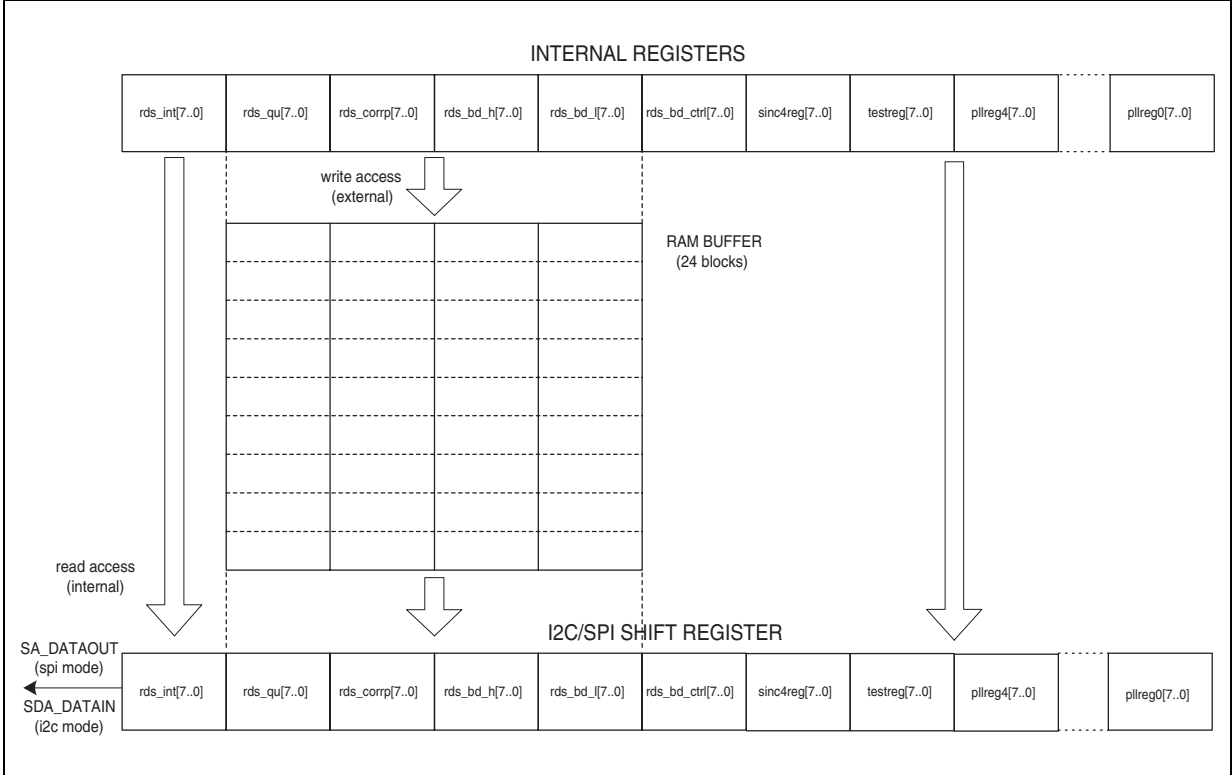 INTERNAL REGISTERS
rds_int[7..0] rds_qu[7..0] rds_corrp[7..0] rds_bd_h[7..0] rds_bd_l[7..0] rds_bd_ctrl[7..0] sinc4reg[7..0] testreg[7..0] pllreg4[7..0] pllreg0[7..0]
write access
(external)
RAM BUFFER
(24 blocks)
read access
(internal)
I2C/SPI SHIFT REGISTER
SA_DATAOUT
(spi mode)
SDA_DATAIN
(i2c mode)
rds_int[7..0] rds_qu[7..0] rds_corrp[7..0] rds_bd_h[7..0] rds_bd_l[7..0] rds_bd_ctrl[7..0] sinc4reg[7..0] testreg[7..0] pllreg4[7..0] pllreg0[7..0]